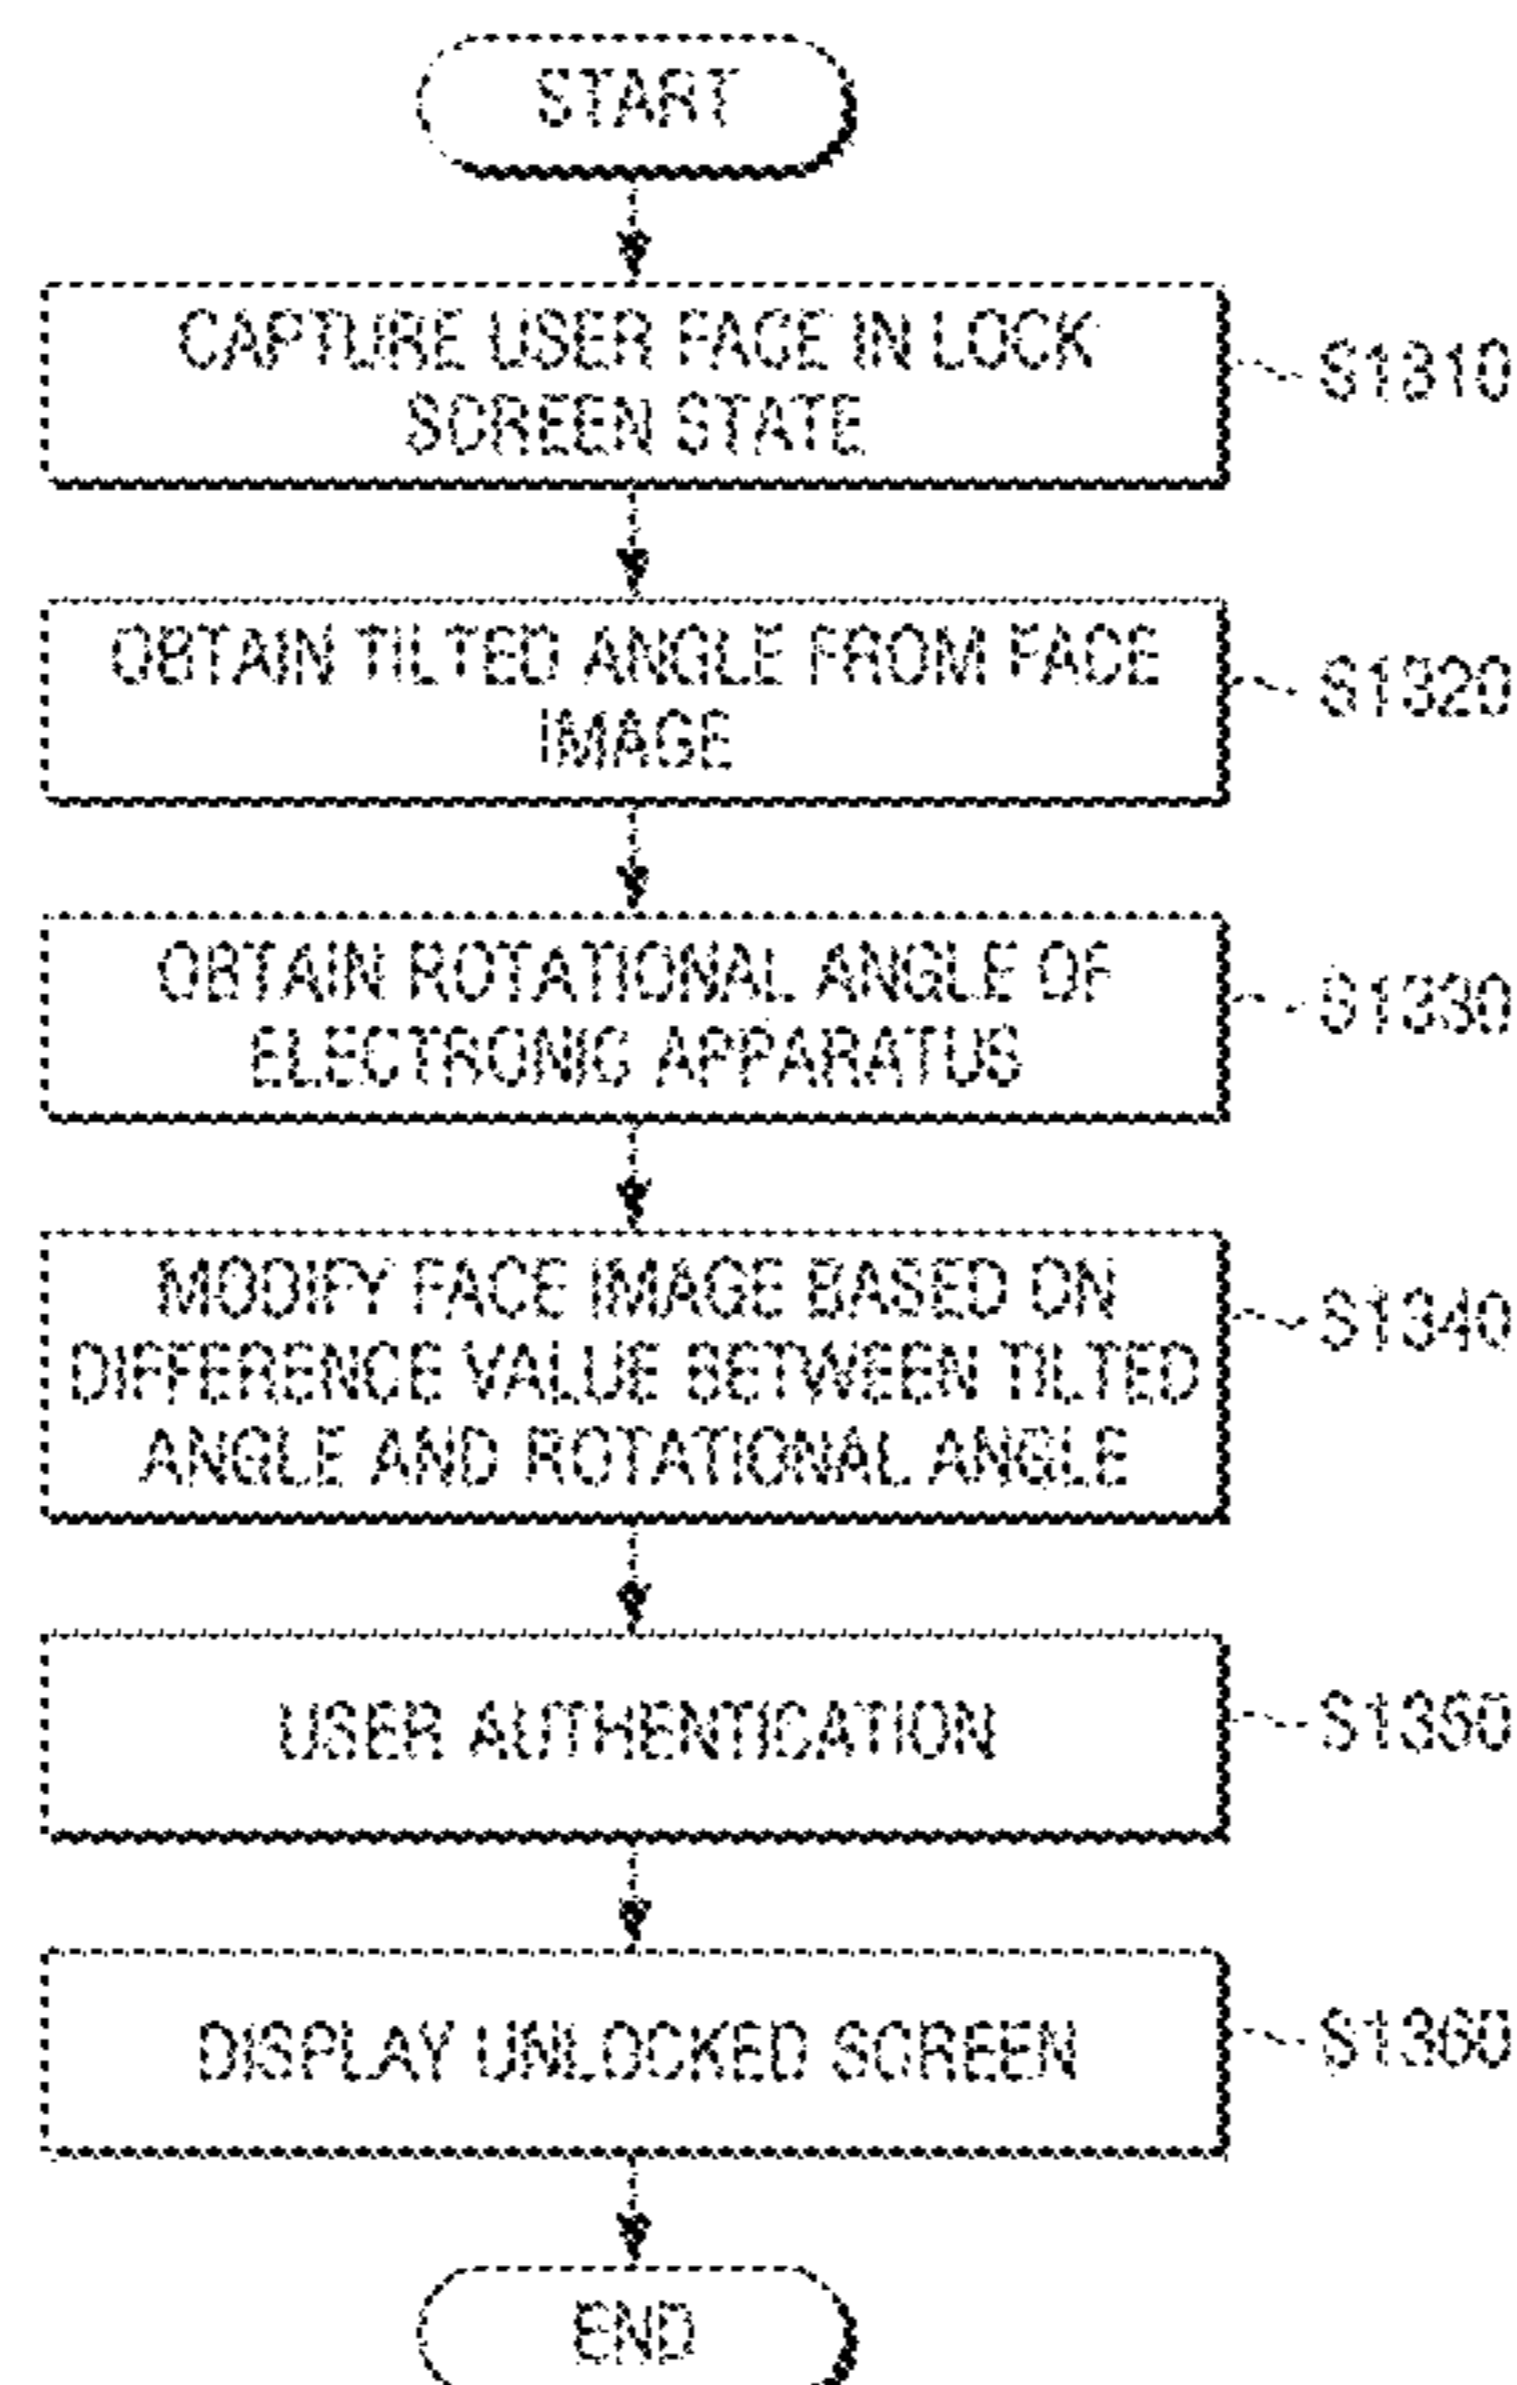 START
CAPTURE USER FACE IN LOCK
SCREEN STATE
S1310
OBTAIN TILTED ANGLE FROM FACE
IMAGE
S1320
OBTAIN ROTATIONAL ANGLE OF
ELECTRONIC APPARATUS
S1330
MODIFY FACE IMAGE BASED ON
DIFFERENCE VALUE BETWEEN TILTED
ANGLE AND ROTATIONAL ANGLE
S1340
USER AUTHENTICATION
S1350
DISPLAY UNLOCKED SCREEN
S1360
END